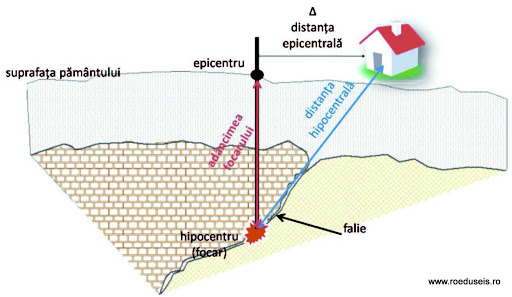 Δ
distanța
epicentrală
epicentru
suprafața pământului
adâncimea
focarului
distanța
hipocentrală
hipocentru
(focar)
falie
www.roeduseis.ro